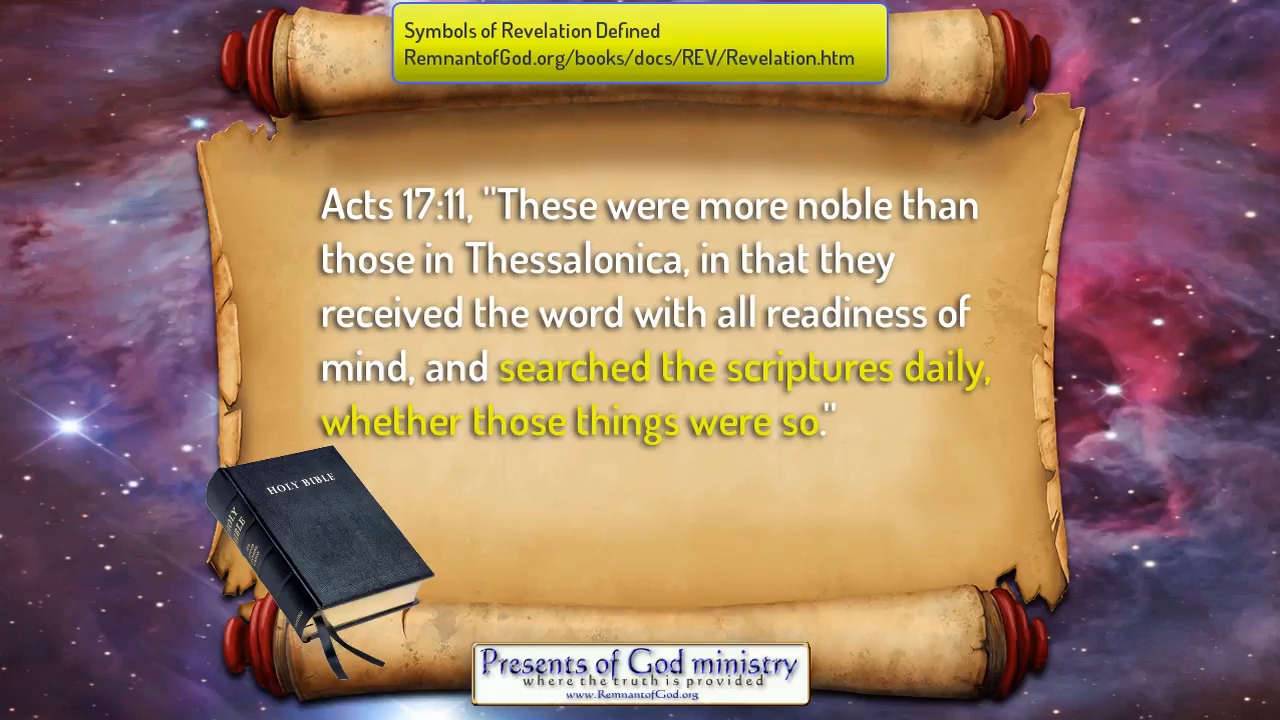 Symbols of Revelation Defined
RemnantofGod.org/books/docs/REV/Revelation.htm
Acts 17:11, "These were more noble than
those in Thessalonica, in that they
received the word with all readiness of
mind, and searched the scriptures daily,
whether those things were so."
HOLY BIBLE
HOLY
BIBLE
Presents of God ministry
where the truth is provided
www.RemnantofGod.org